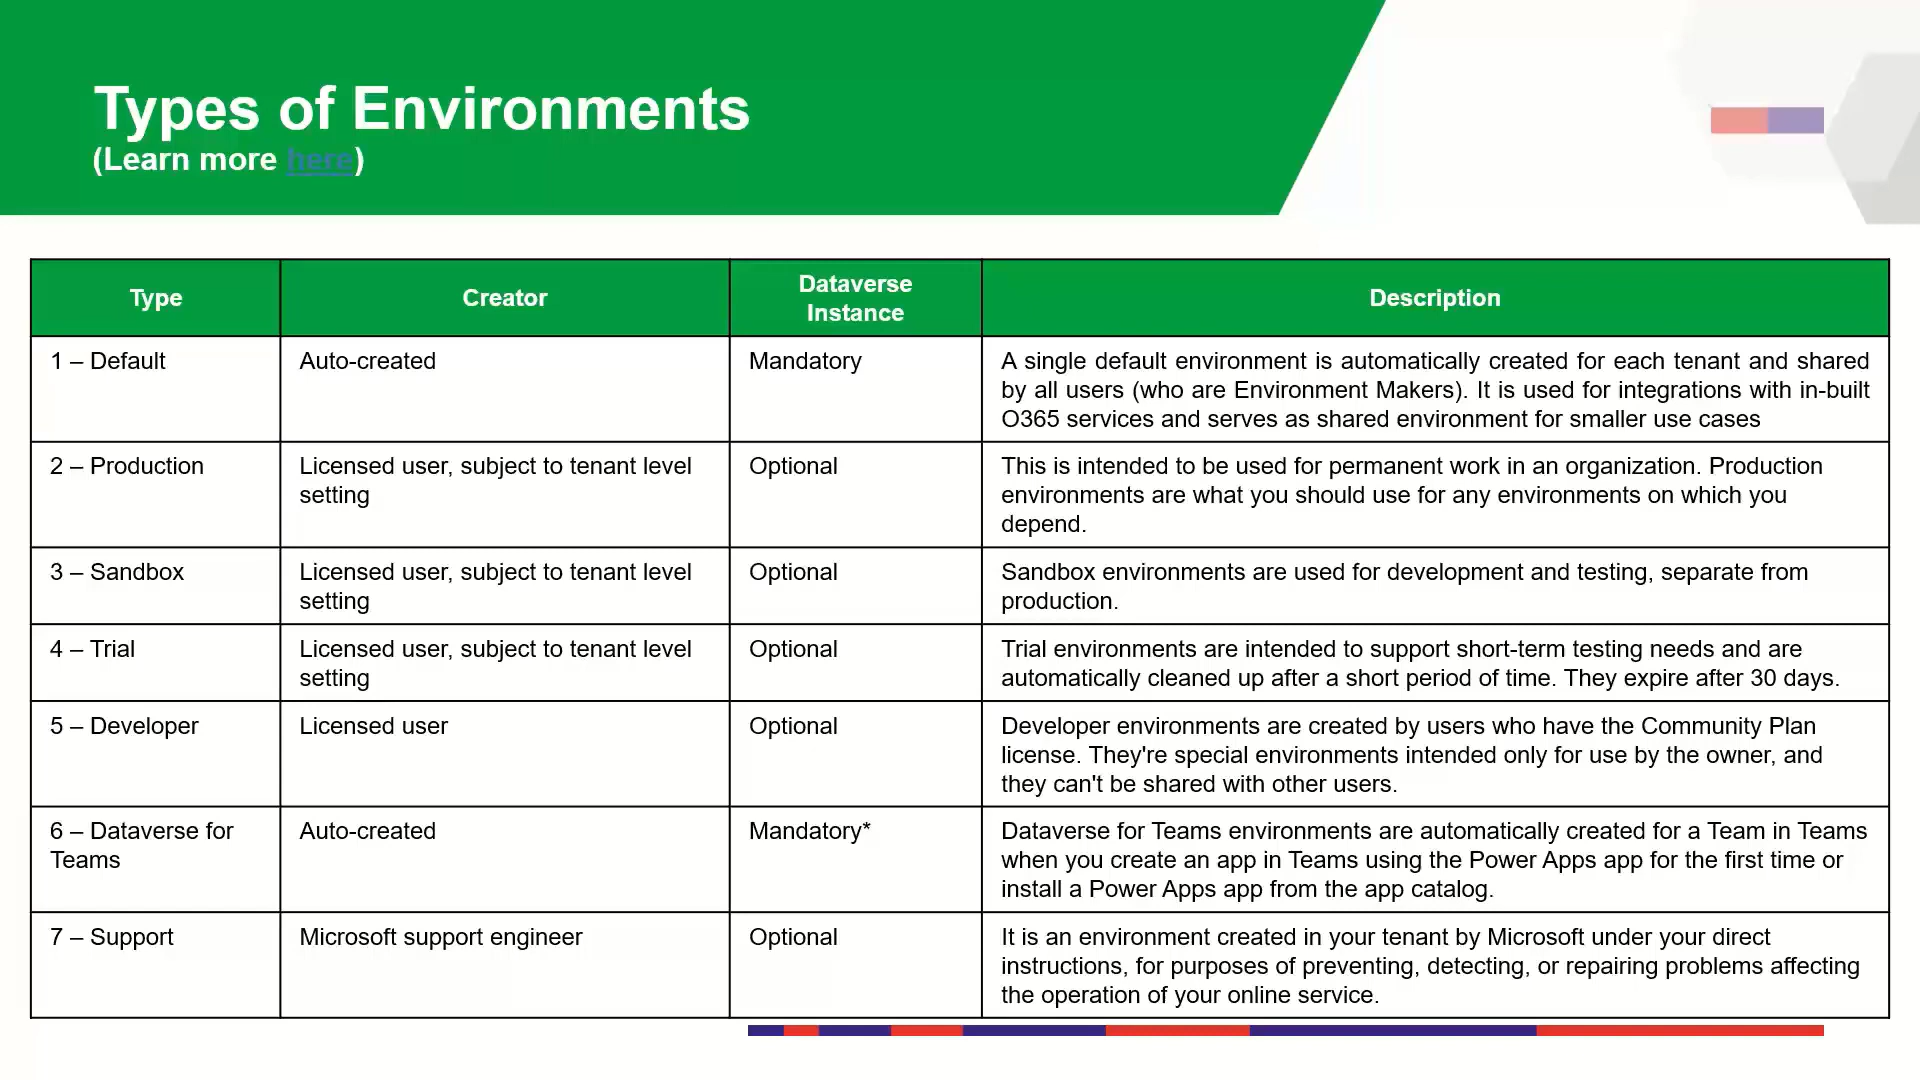 Types of Environments
(Learn more here)
Type
Creator
Dataverse
Instance
Description
1 – Default
Auto-created
Mandatory
A single default environment is automatically created for each tenant and shared
by all users (who are Environment Makers). It is used for integrations with in-built
O365 services and serves as shared environment for smaller use cases
2 – Production
Licensed user, subject to tenant level
setting
Optional
This is intended to be used for permanent work in an organization. Production
environments are what you should use for any environments on which you
depend.
3 – Sandbox
Licensed user, subject to tenant level
setting
Optional
Sandbox environments are used for development and testing, separate from
production.
4 – Trial
Licensed user, subject to tenant level
setting
Optional
Trial environments are intended to support short-term testing needs and are
automatically cleaned up after a short period of time. They expire after 30 days.
5 – Developer
Licensed user
Optional
Developer environments are created by users who have the Community Plan
license. They're special environments intended only for use by the owner, and
they can't be shared with other users.
6 – Dataverse for
Teams
Auto-created
Mandatory*
Dataverse for Teams environments are automatically created for a Team in Teams
when you create an app in Teams using the Power Apps app for the first time or
install a Power Apps app from the app catalog.
7 – Support
Microsoft support engineer
Optional
It is an environment created in your tenant by Microsoft under your direct
instructions, for purposes of preventing, detecting, or repairing problems affecting
the operation of your online service.